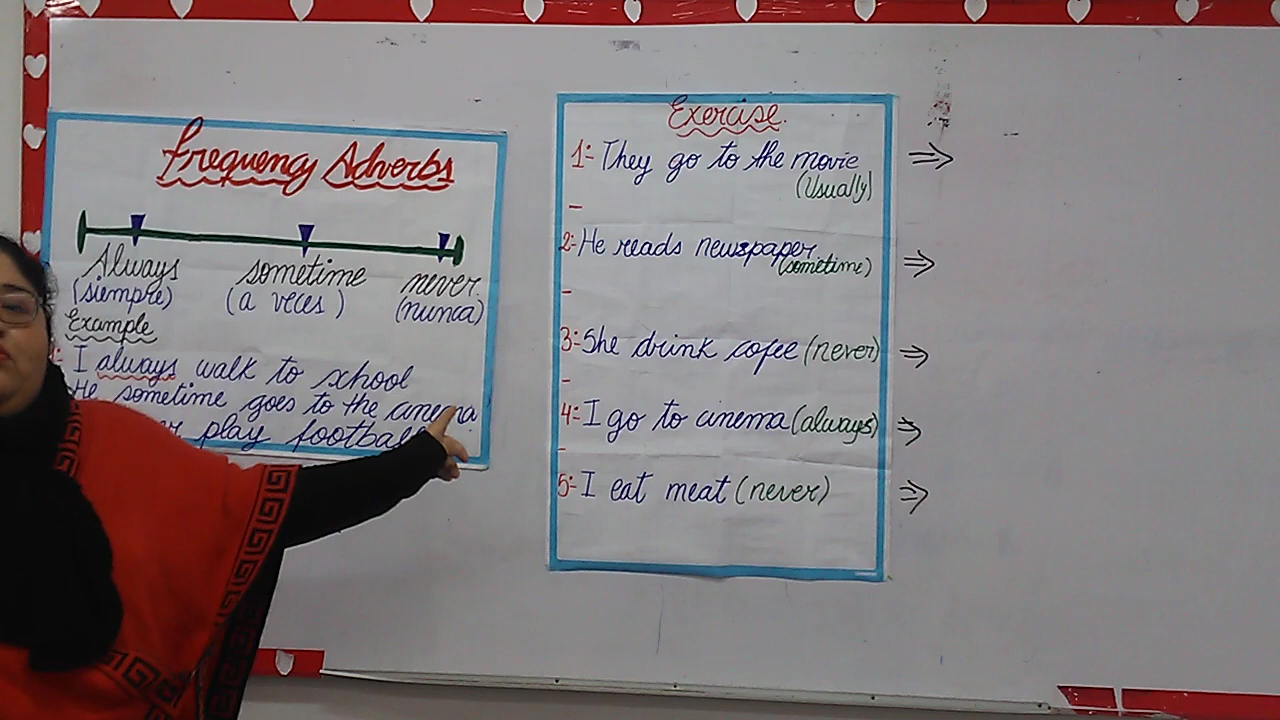 Frequency Adverbs
Always sometime never.
(siempre) (a veces) (nunca)
Example
I always walk to school
He sometime goes to the cinema
play football
Exercise.
1:- They go to the movie
(Usually)
2:- He reads newspaper
(sometime)
3:- She drink cofee (never)
4:- I go to cinema (always)
5:- I eat meat (never)